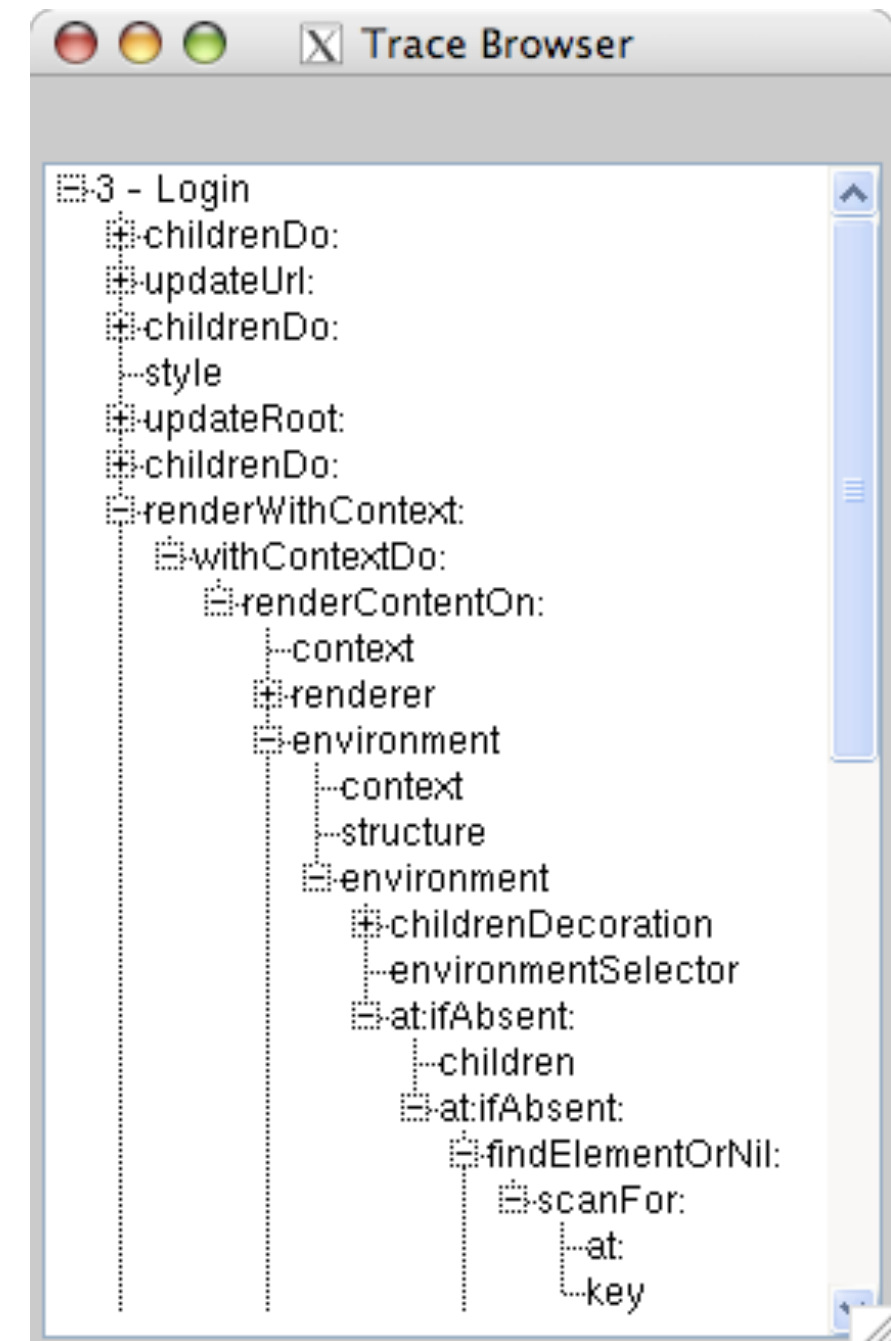 Trace Browser
3 - Login
childrenDo:
updateUrl:
childrenDo:
style
updateRoot:
childrenDo:
renderWithContext:
withContextDo:
renderContentOn:
context
renderer
environment
context
structure
environment
childrenDecoration
environmentSelector
at:ifAbsent:
children
at:ifAbsent:
findElementOrNil:
scanFor:
at:
key